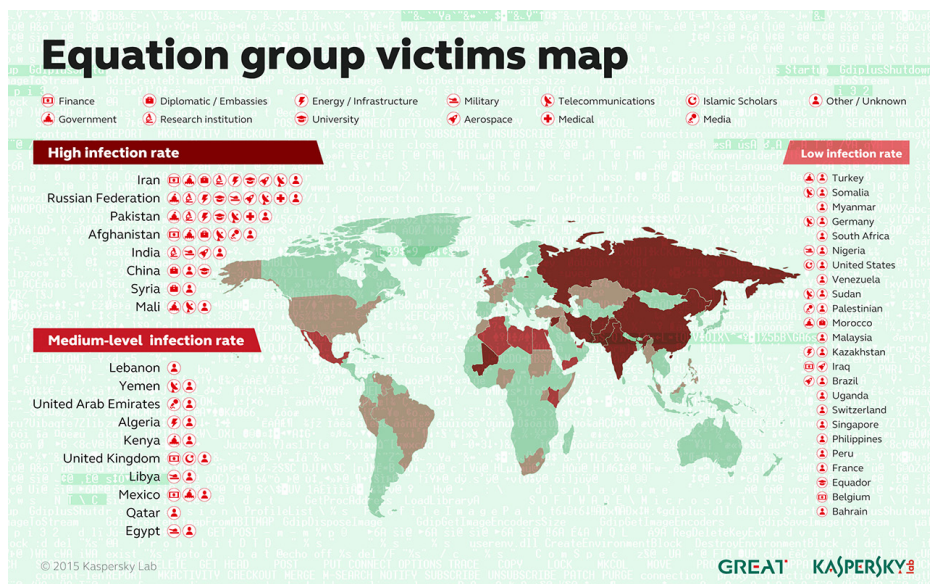 Equation group victims map
Finance
Diplomatic / Embassies
Energy / Infrastructure
Military
Telecommunications
Islamic Scholars
Other / Unknown
Government
Research institution
University
Aerospace
Medical
Media
High infection rate
Iran
Russian Federation
Pakistan
Afghanistan
India
China
Syria
Mali
Medium-level infection rate
Lebanon
Yemen
United Arab Emirates
Algeria
Kenya
United Kingdom
Libya
Mexico
Qatar
Egypt
Low infection rate
Turkey
Somalia
Myanmar
Germany
South Africa
Nigeria
United States
Venezuela
Sudan
Palestinian
Morocco
Malaysia
Kazakhstan
Iraq
Brazil
Uganda
Switzerland
Singapore
Philippines
Peru
France
Equador
Belgium
Bahrain
© 2015 Kaspersky Lab
GREAT
KASPERSKY lab